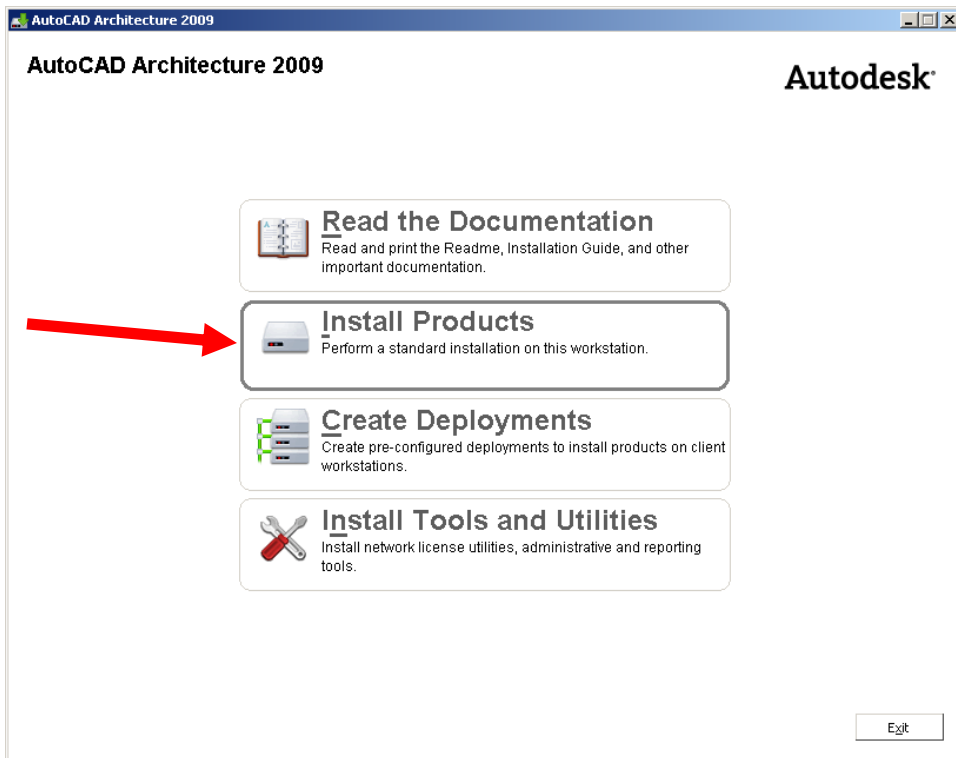 AutoCAD Architecture 2009
AutoCAD Architecture 2009
Autodesk
Read the Documentation
Read and print the Readme, Installation Guide, and other
important documentation.
Install Products
Perform a standard installation on this workstation.
Create Deployments
Create pre-configured deployments to install products on client
workstations.
Install Tools and Utilities
Install network license utilities, administrative and reporting
tools.
Exit